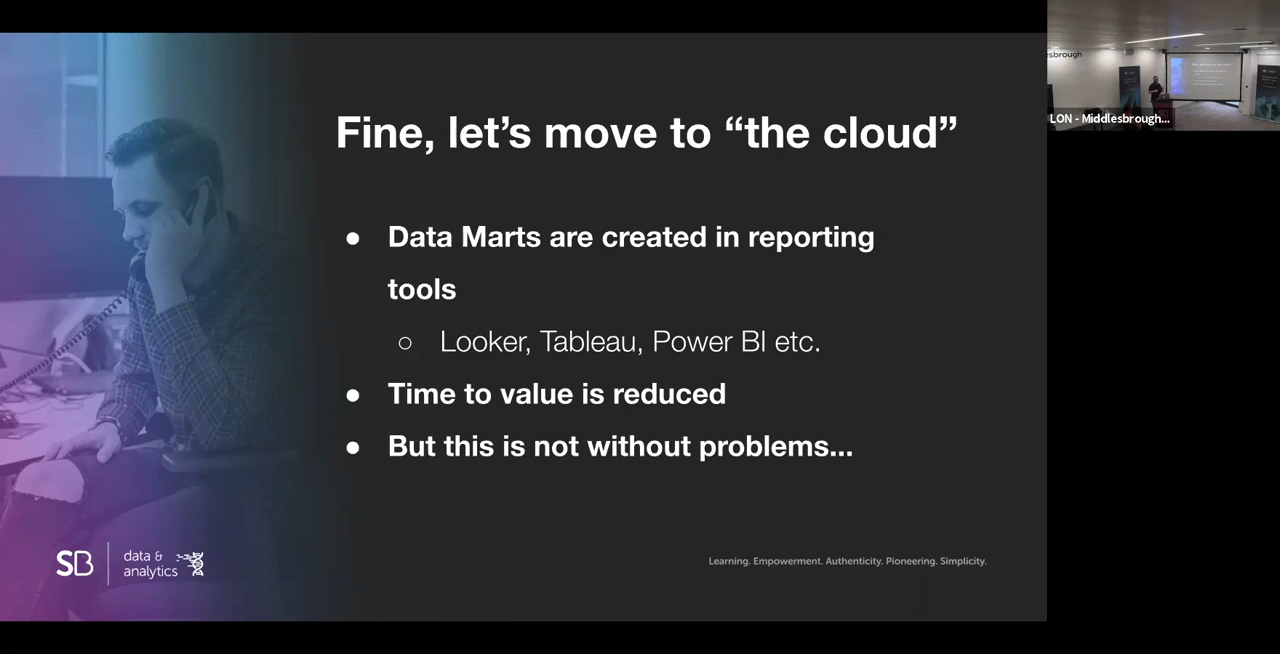 Fine, let's move to “the cloud”
● Data Marts are created in reporting
tools
○ Looker, Tableau, Power BI etc.
● Time to value is reduced
● But this is not without problems...
SB
data &
analytics
Learning. Empowerment. Authenticity. Pioneering. Simplicity.
esbrough
LON - Middlesbrough...